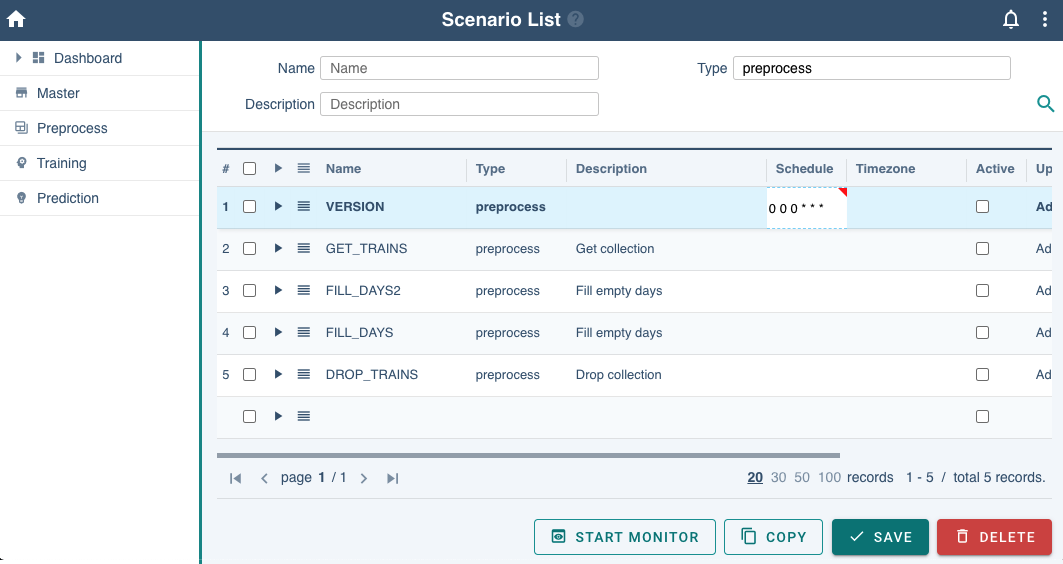 Scenario List ?
Dashboard
Master
Preprocess
Training
Prediction
Name Name Type preprocess
Description Description
# Name Type Description Schedule Timezone Active Up
1 VERSION preprocess 0 0 0 * * * Ad
2 GET_TRAINS preprocess Get collection Ad
3 FILL_DAYS2 preprocess Fill empty days Ad
4 FILL_DAYS preprocess Fill empty days Ad
5 DROP_TRAINS preprocess Drop collection Ad
page 1 / 1 20 30 50 100 records 1 - 5 / total 5 records.
START MONITOR COPY SAVE DELETE